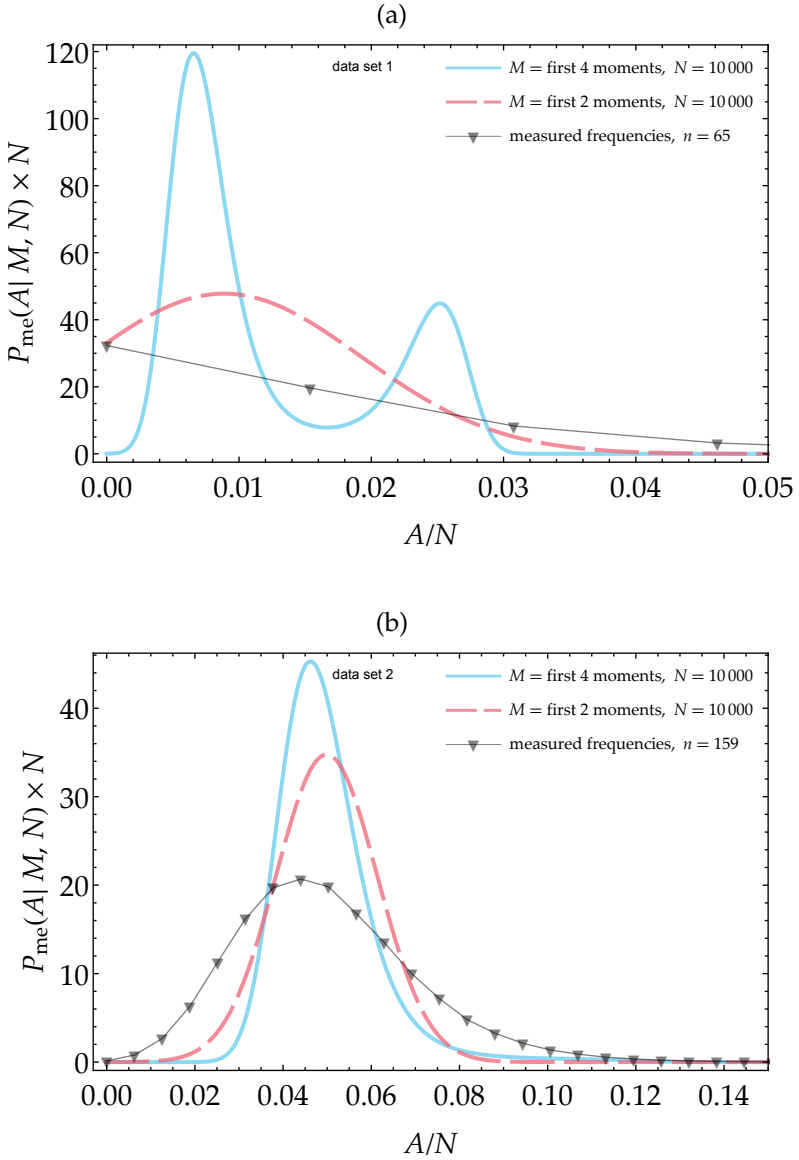 (a)
data set 1
M = first 4 moments, N = 10 000
M = first 2 moments, N = 10 000
measured frequencies, n = 65
P_me(A| M, N) × N
120
100
80
60
40
20
0
0.00 0.01 0.02 0.03 0.04 0.05
A/N
(b)
data set 2
M = first 4 moments, N = 10 000
M = first 2 moments, N = 10 000
measured frequencies, n = 159
P_me(A| M, N) × N
40
30
20
10
0
0.00 0.02 0.04 0.06 0.08 0.10 0.12 0.14
A/N